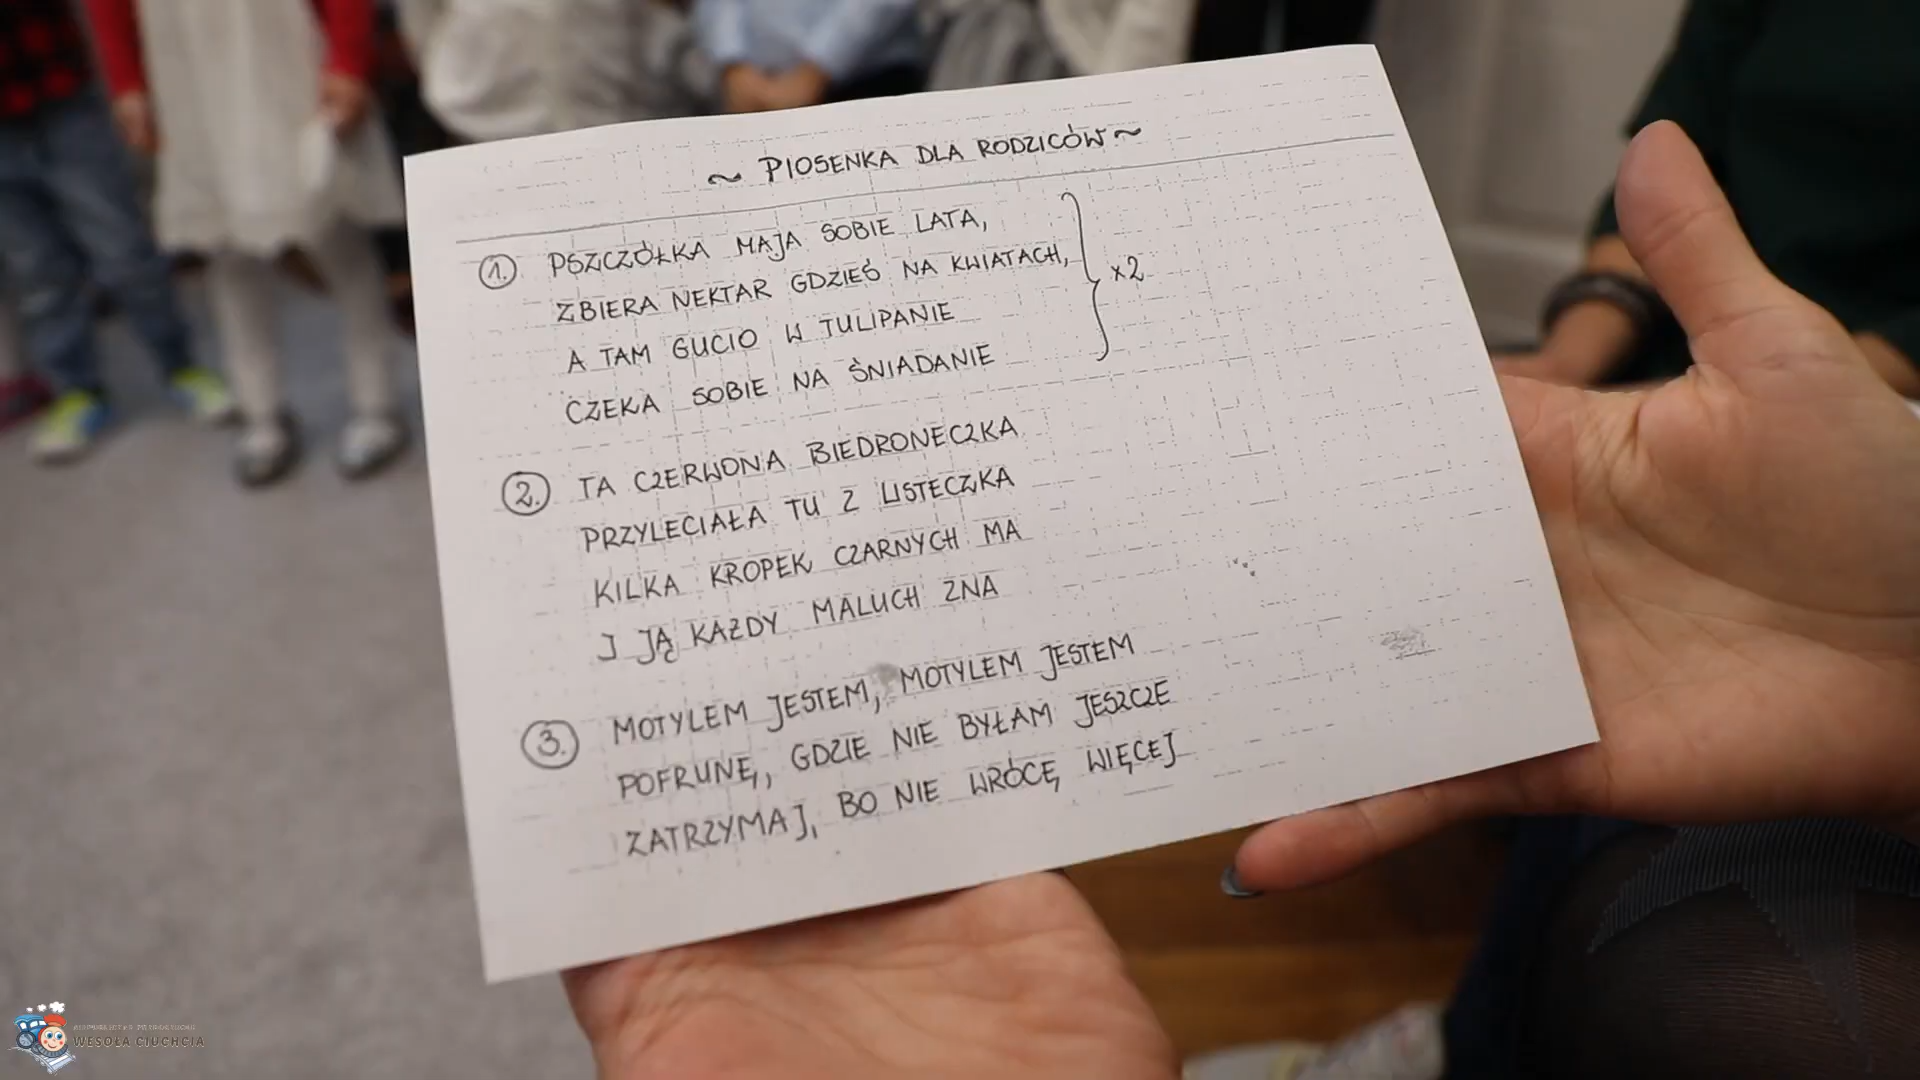 ~ PIOSENKA DLA RODZICÓW ~
1. PSZCZÓŁKA MAJA SOBIE LATA,
ZBIERA NEKTAR GDZIEŚ NA KWIATACH,
A TAM GUCIO W TULIPANIE
CZEKA SOBIE NA ŚNIADANIE
x2
2. TA CZERWONA BIEDRONECZKA
PRZYLECIAŁA TU Z LISTECZKA
KILKA KROPEK CZARNYCH MA
I JĄ KAŻDY MALUCH ZNA
3. MOTYLEM JESTEM, MOTYLEM JESTEM
POFRUNĘ, GDZIE NIE BYŁAM JESZCZE
ZATRZYMAJ, BO NIE WRÓCĘ WIĘCEJ
WESOŁA CIUCHCIA